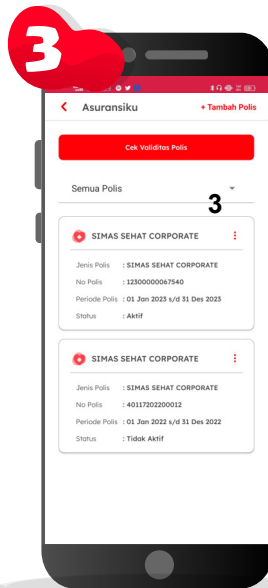 3
Asuransiku
+ Tambah Polis
Cek Validitas Polis
Semua Polis
3
SIMAS SEHAT CORPORATE
Jenis Polis : SIMAS SEHAT CORPORATE
No Polis : 12300000067540
Periode Polis : 01 Jan 2023 s/d 31 Des 2023
Status : Aktif
SIMAS SEHAT CORPORATE
Jenis Polis : SIMAS SEHAT CORPORATE
No Polis : 40117202200012
Periode Polis : 01 Jan 2022 s/d 31 Des 2022
Status : Tidak Aktif